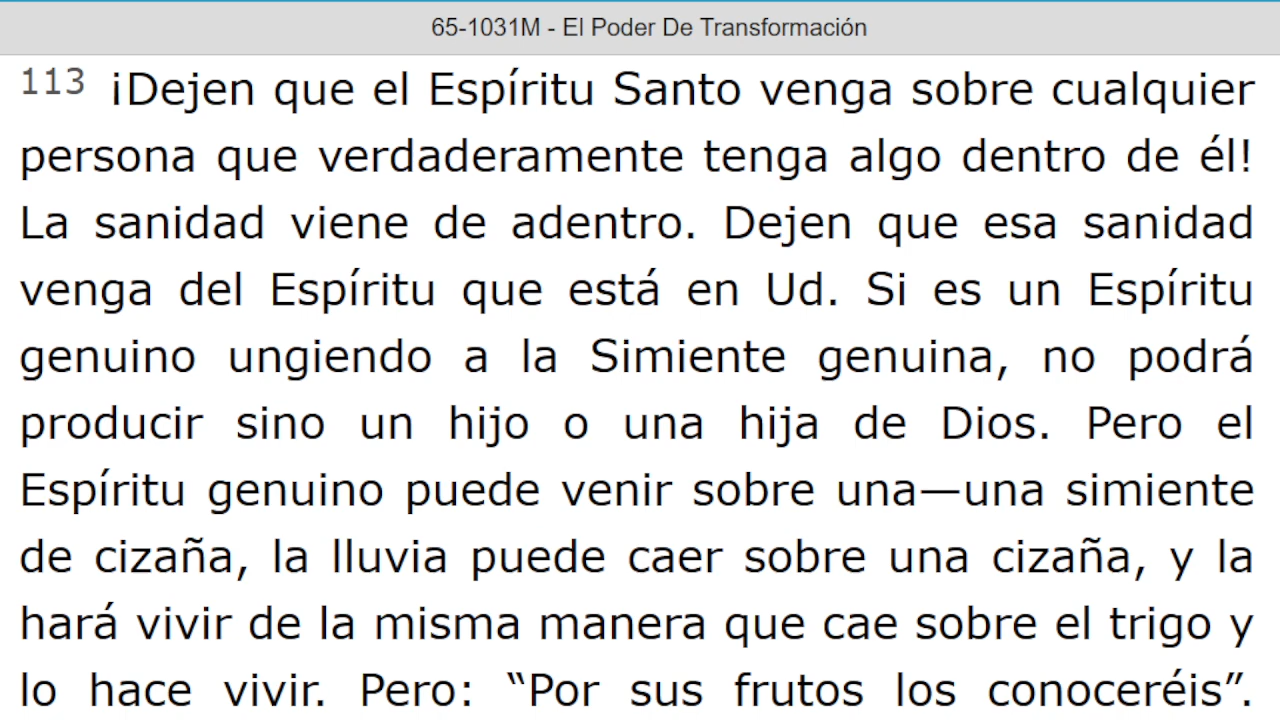 65-1031M - El Poder De Transformación
113 ¡Dejen que el Espíritu Santo venga sobre cualquier
persona que verdaderamente tenga algo dentro de él!
La sanidad viene de adentro. Dejen que esa sanidad
venga del Espíritu que está en Ud. Si es un Espíritu
genuino ungiendo a la Simiente genuina, no podrá
producir sino un hijo o una hija de Dios. Pero el
Espíritu genuino puede venir sobre una—una simiente
de cizaña, la lluvia puede caer sobre una cizaña, y la
hará vivir de la misma manera que cae sobre el trigo y
lo hace vivir. Pero: “Por sus frutos los conoceréis”.